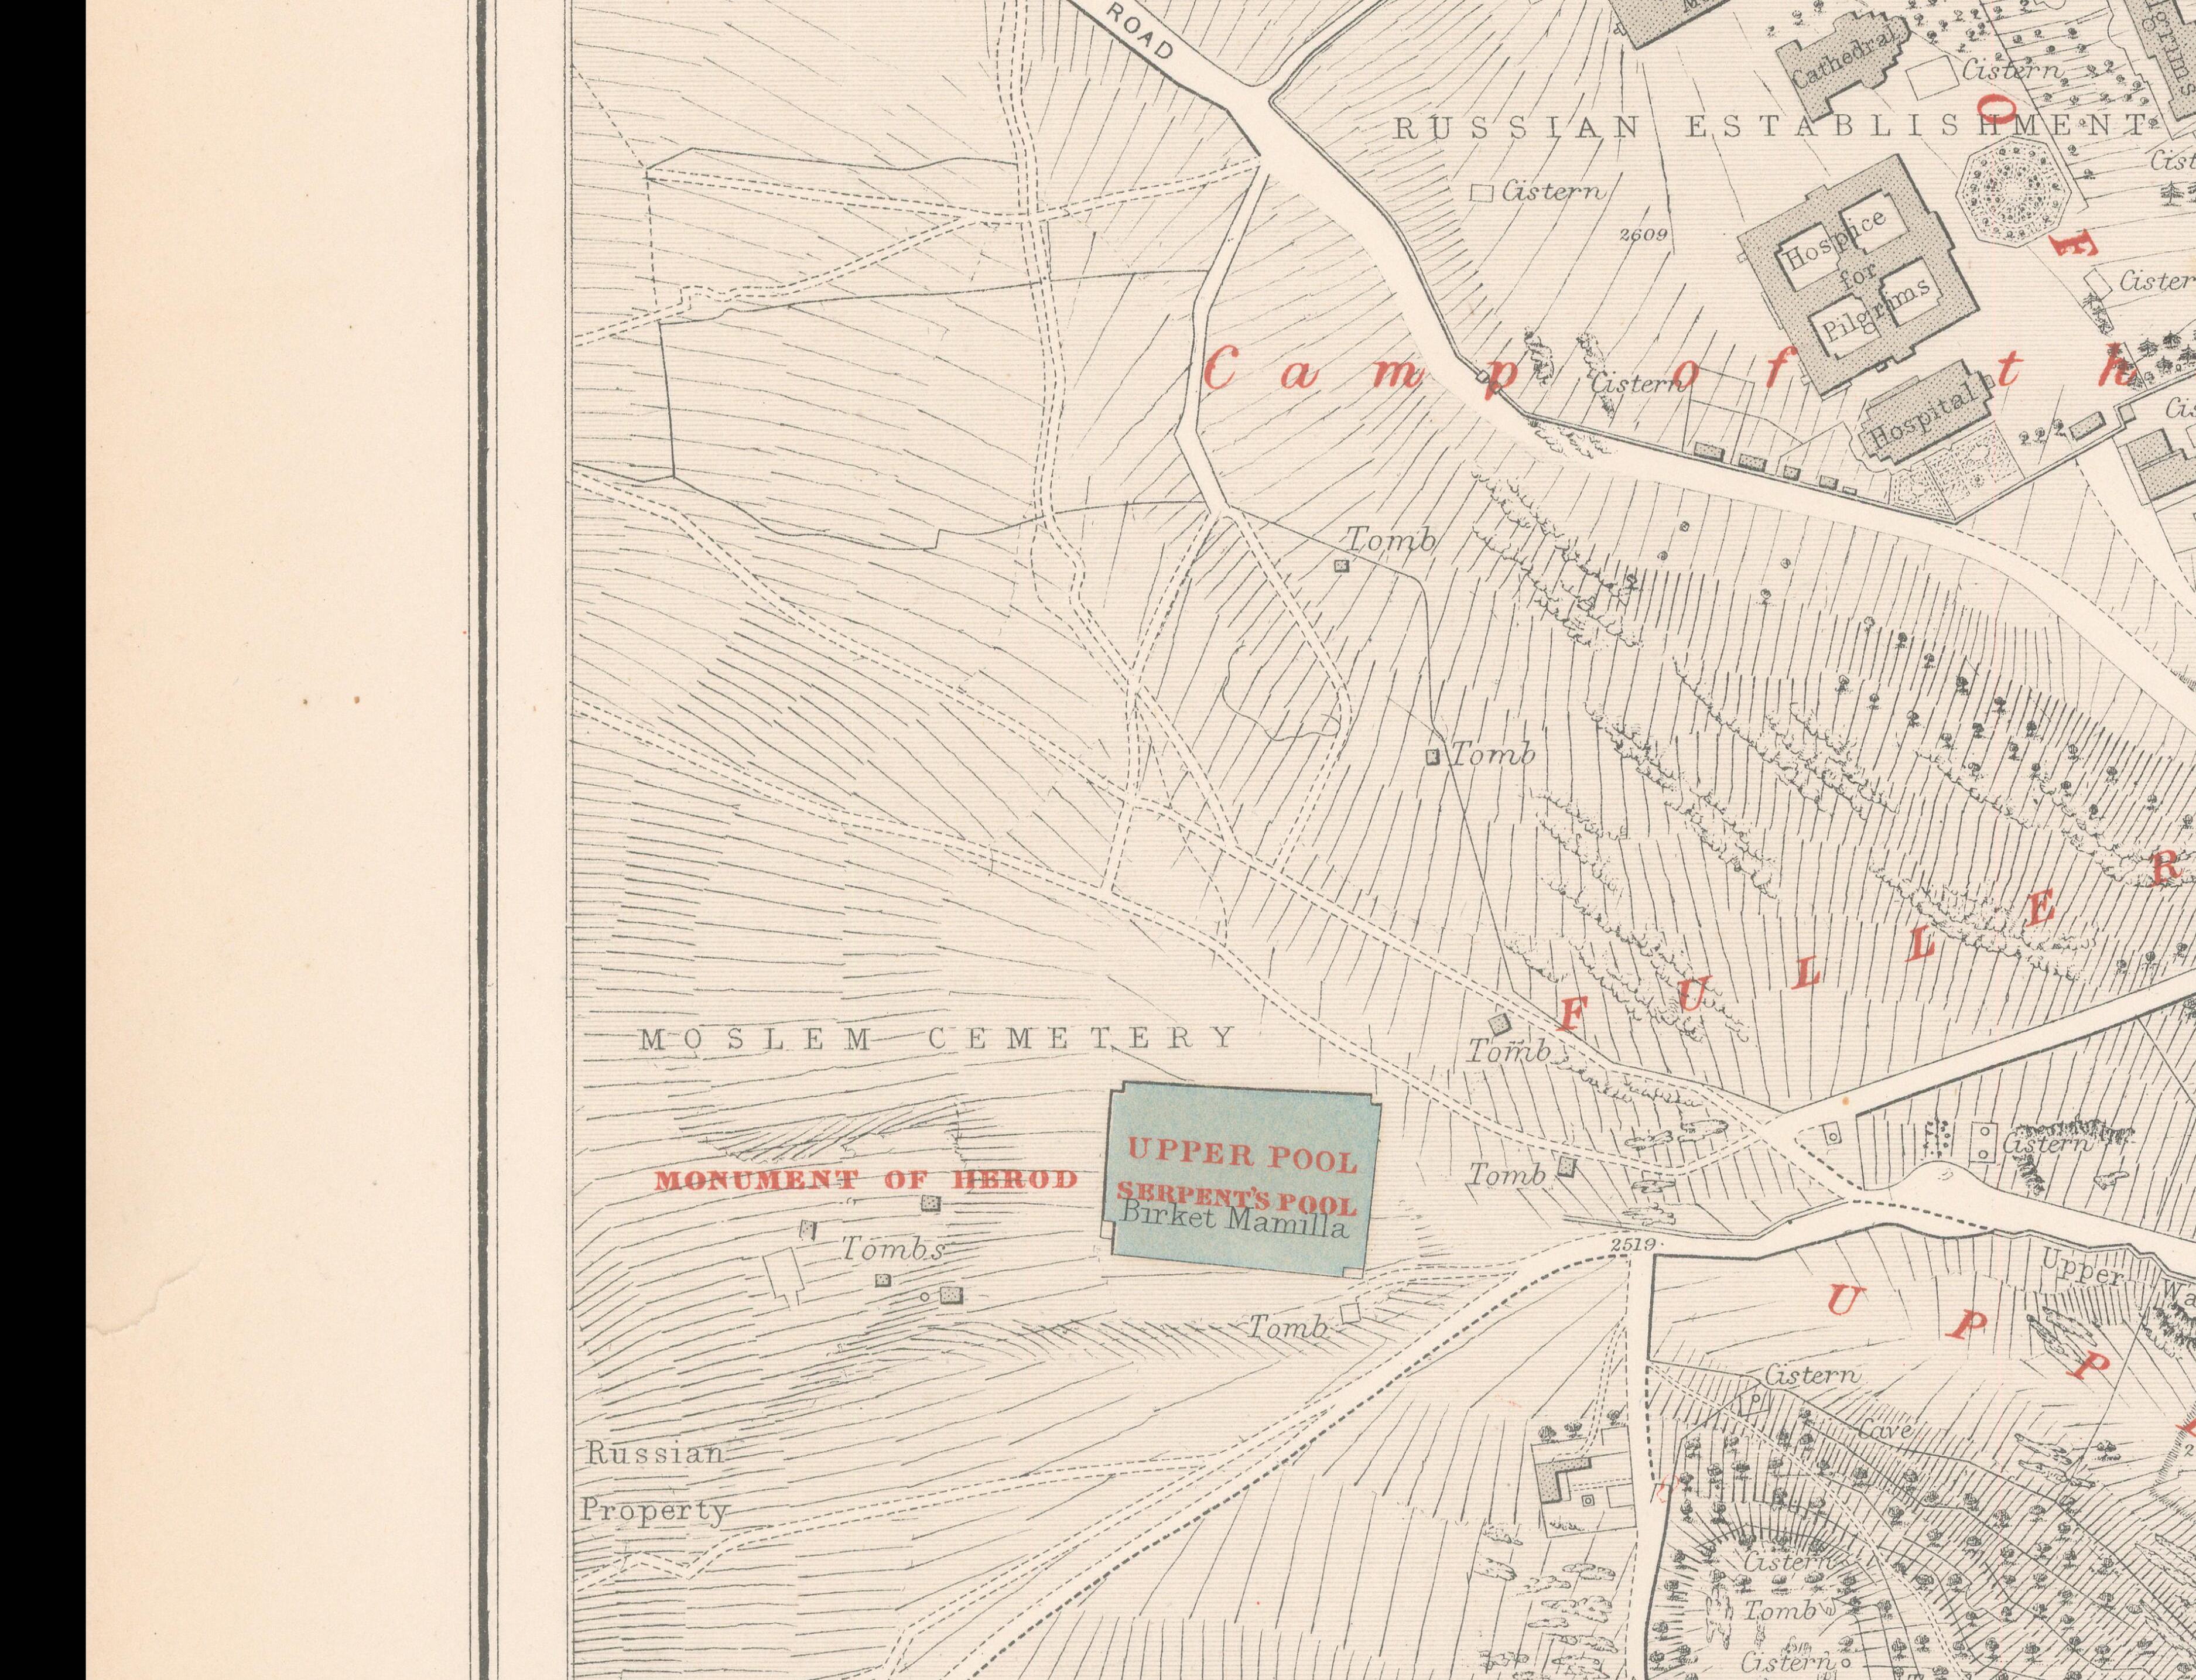 ROAD
Cathedral
Cistern
RUSSIAN ESTABLISHMENT
O
F
Cistern
2609
Hospice
for
Pilgrims
Camp of th
Cistern
Hospital
Tomb
Tomb
FULLER
MOSLEM CEMETERY
Tomb
UPPER POOL
SERPENT'S POOL
Birket Mamilla
MONUMENT OF HEROD
Tombs
Tomb
Cistern
2519
Upper
UPP
Tomb
Cistern
Cave
Russian
Property
Cistern
Tomb
Cistern